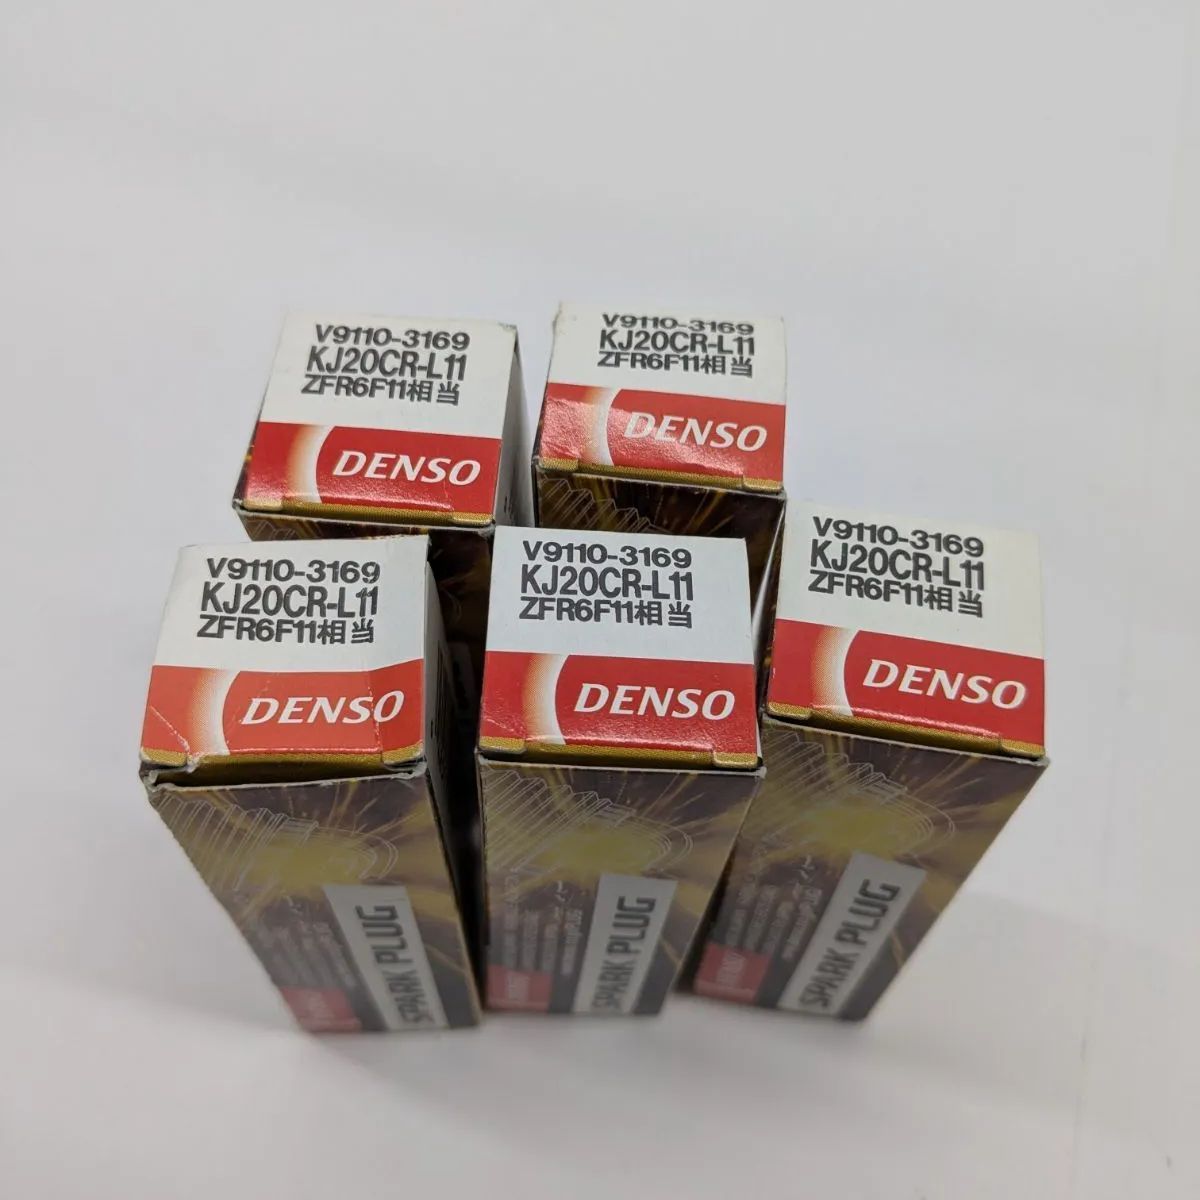 V9110-3169
KJ20CR-L11
ZFR6F11相当
DENSO
V9110-3169
KJ20CR-L11
ZFR6F11相当
DENSO
V9110-3169
KJ20CR-L11
ZFR6F11相当
DENSO
SPARK PLUG
V9110-3169
KJ20CR-L11
ZFR6F11相当
DENSO
SPARK PLUG
V9110-3169
KJ20CR-L11
ZFR6F11相当
DENSO
SPARK PLUG